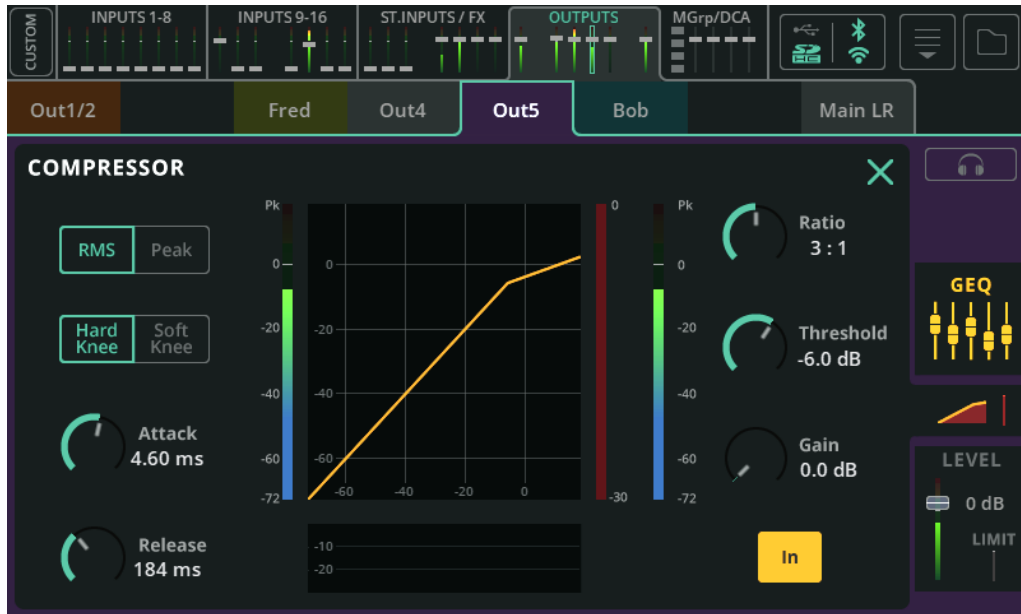 CUSTOM
INPUTS 1-8
INPUTS 9-16
ST.INPUTS / FX
OUTPUTS
MGrp/DCA
SD
Out1/2
Fred
Out4
Out5
Bob
Main LR
COMPRESSOR
RMS
Peak
Hard
Knee
Soft
Knee
Attack
4.60 ms
Release
184 ms
Pk
0
-20
-40
-60
-72
0
-20
-40
-60
-60
-40
-20
0
0
-30
Pk
0
-20
-40
-60
-72
-10
-20
Ratio
3 : 1
Threshold
-6.0 dB
Gain
0.0 dB
In
GEQ
LEVEL
0 dB
LIMIT